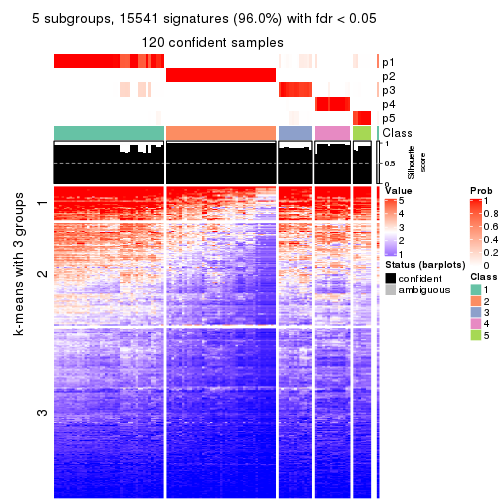 5 subgroups, 15541 signatures (96.0%) with fdr < 0.05
120 confident samples
p1
p2
p3
p4
p5
Class
1
0.5
0
Silhouette
score
k-means with 3 groups
1
2
3
Value
5
4
3
2
1
Status (barplots)
confident
ambiguous
Prob
1
0.8
0.6
0.4
0.2
0
Class
1
2
3
4
5